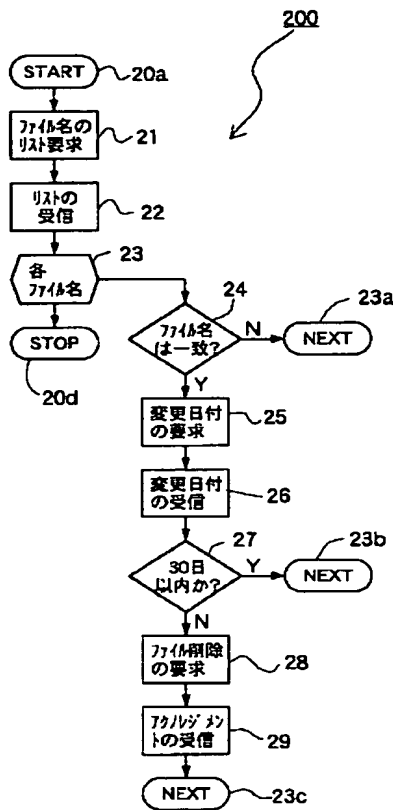 200
START
20a
ファイル名の
リスト要求
21
リストの
受信
22
23
各
ファイル名
STOP
20d
24
ファイル名
は一致?
N
23a
NEXT
Y
変更日付
の要求
25
変更日付
の受信
26
27
30日
以内か?
Y
23b
NEXT
N
ファイル削除
の要求
28
アクノレジメン
トの受信
29
NEXT
23c